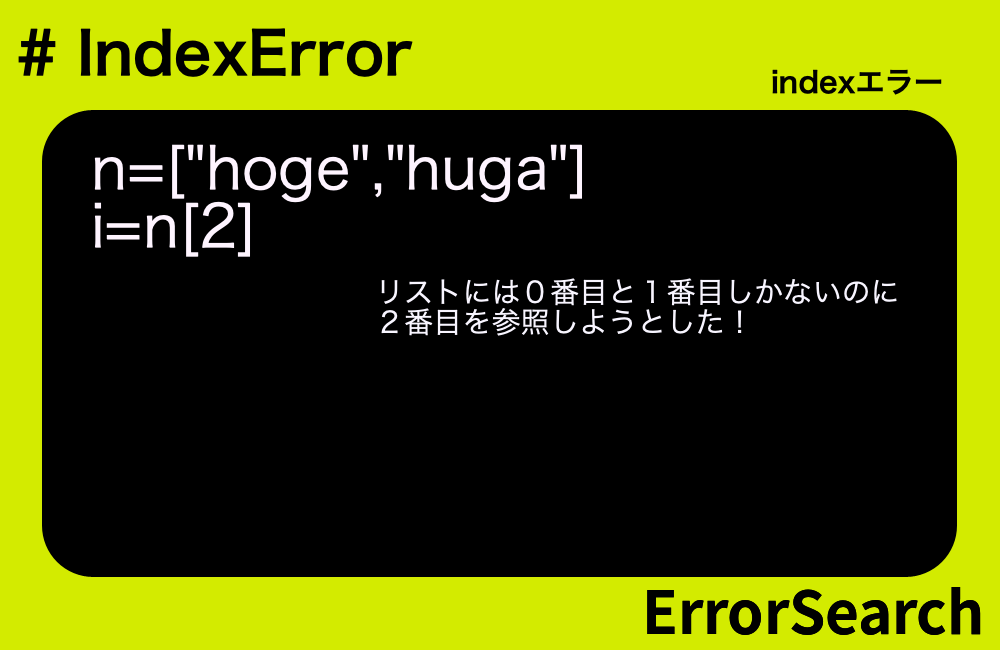 # IndexError
indexエラー
n=["hoge","huga"]
i=n[2]
リストには０番目と１番目しかないのに
２番目を参照しようとした！
ErrorSearch